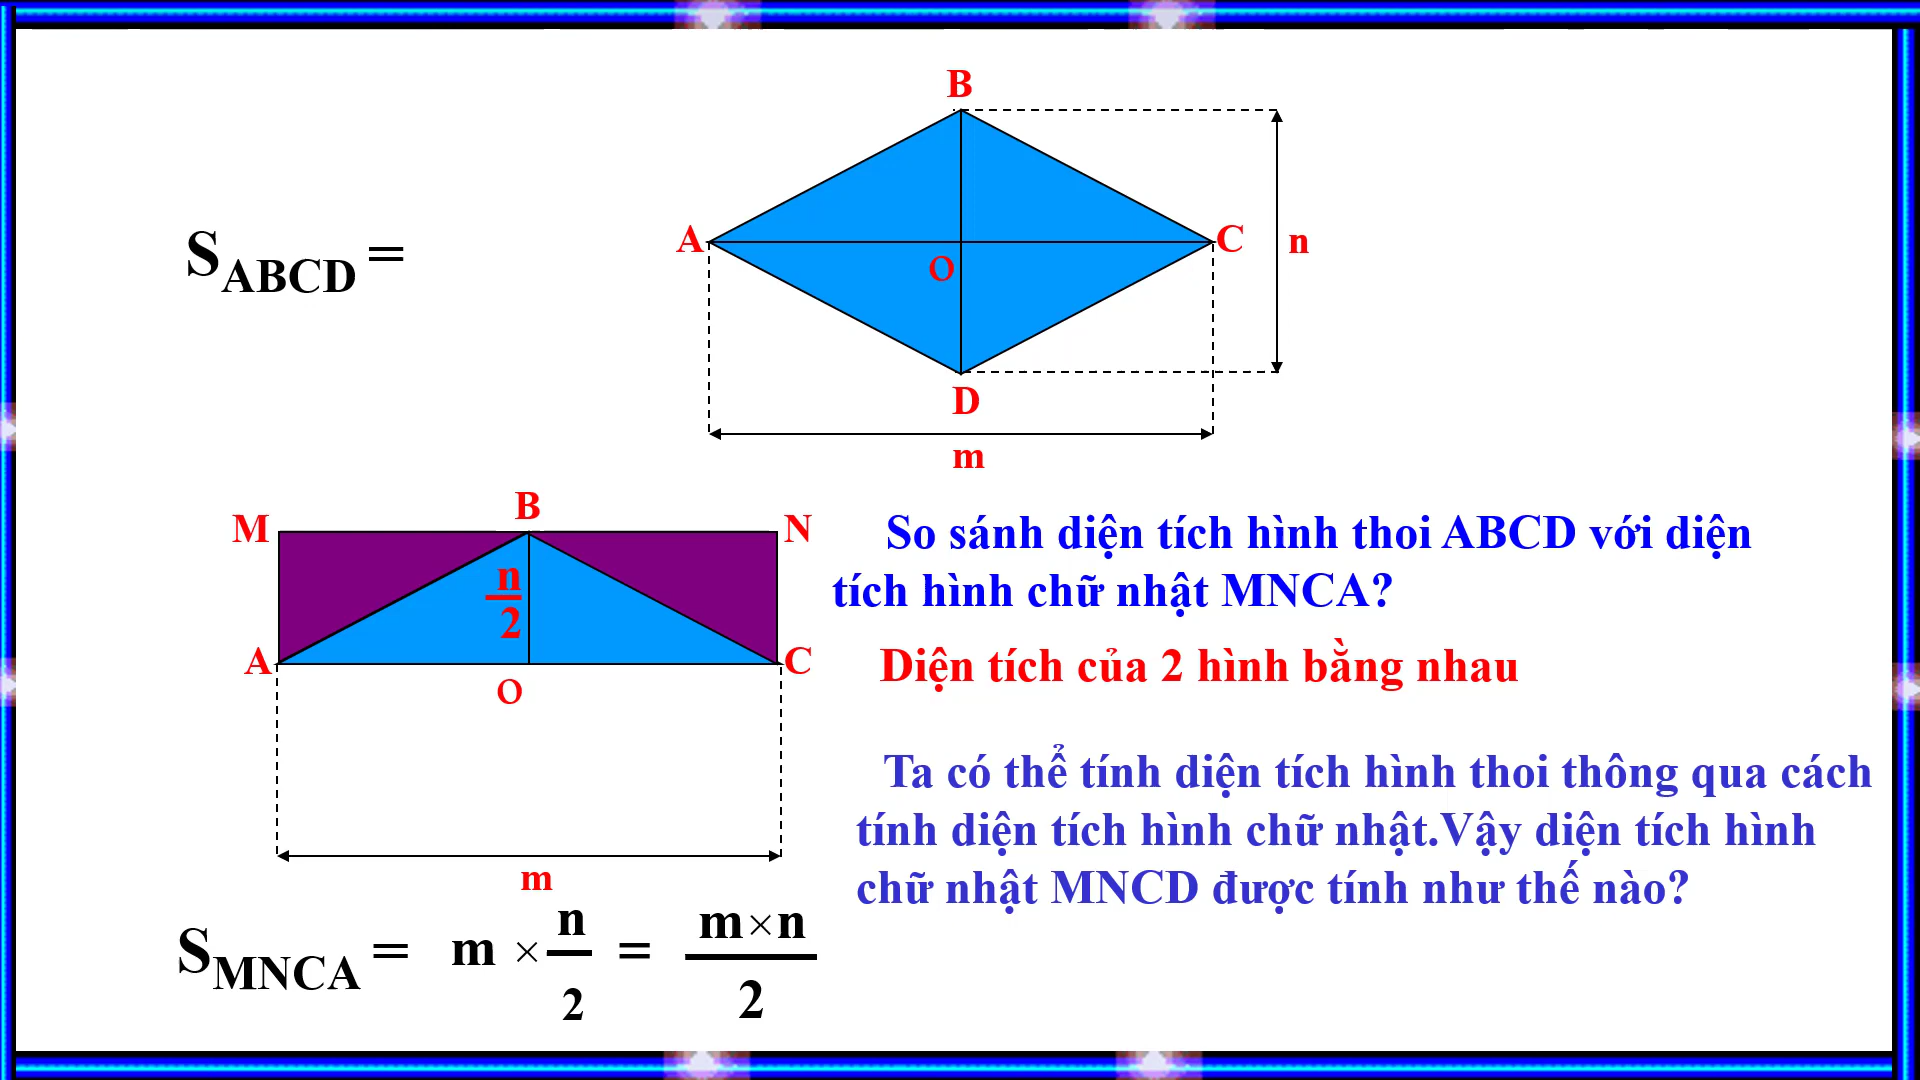 B
A
C
n
O
D
m
S_ABCD =
M
B
N
n
2
A
C
O
m
So sánh diện tích hình thoi ABCD với diện
tích hình chữ nhật MNCA?
Diện tích của 2 hình bằng nhau
Ta có thể tính diện tích hình thoi thông qua cách
tính diện tích hình chữ nhật.Vậy diện tích hình
chữ nhật MNCD được tính như thế nào?
S_MNCA = m × n/2 = m×n/2